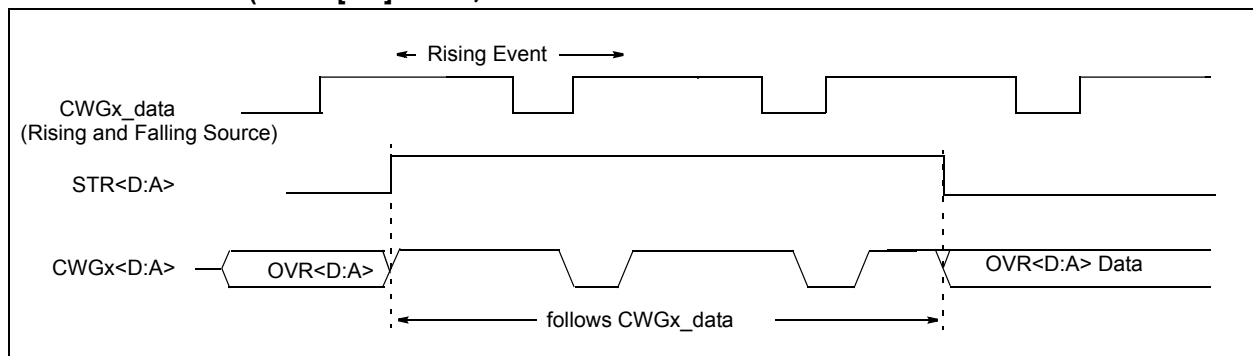 Rising Event
CWGx_data
(Rising and Falling Source)
STR<D:A>
CWGx<D:A>
OVR<D:A>
OVR<D:A> Data
follows CWGx_data